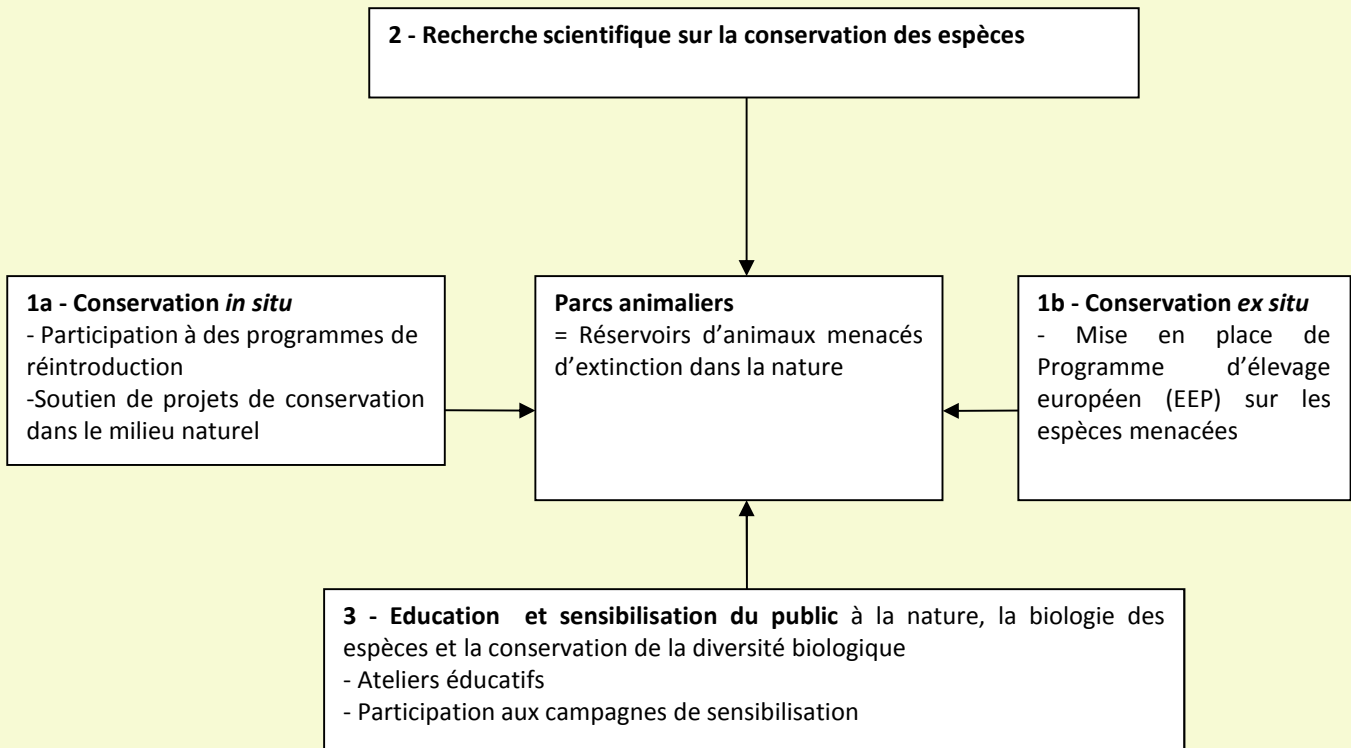 2 - Recherche scientifique sur la conservation des espèces
1a - Conservation in situ
- Participation à des programmes de
réintroduction
-Soutien de projets de conservation
dans le milieu naturel
Parcs animaliers
= Réservoirs d’animaux menacés
d’extinction dans la nature
1b - Conservation ex situ
- Mise en place de
Programme d’élevage
européen (EEP) sur les
espèces menacées
3 - Education et sensibilisation du public à la nature, la biologie des
espèces et la conservation de la diversité biologique
- Ateliers éducatifs
- Participation aux campagnes de sensibilisation